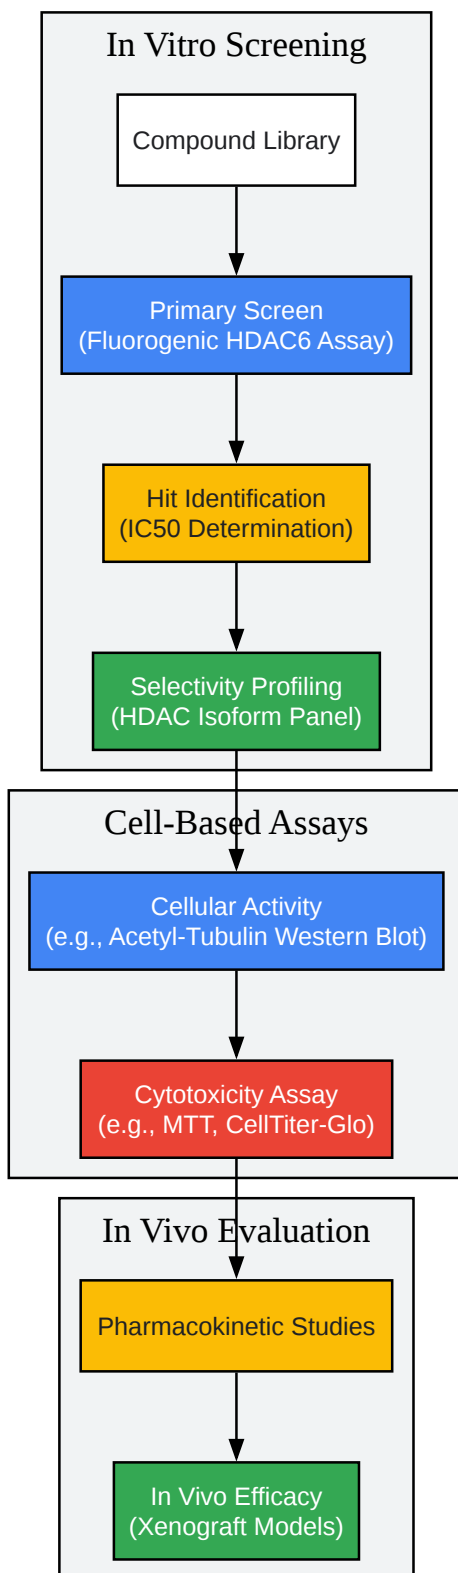 In Vitro Screening
Compound Library
Primary Screen
(Fluorogenic HDAC6 Assay)
Hit Identification
(IC50 Determination)
Selectivity Profiling
(HDAC Isoform Panel)
Cell-Based Assays
Cellular Activity
(e.g., Acetyl-Tubulin Western Blot)
Cytotoxicity Assay
(e.g., MTT, CellTiter-Glo)
In Vivo Evaluation
Pharmacokinetic Studies
In Vivo Efficacy
(Xenograft Models)